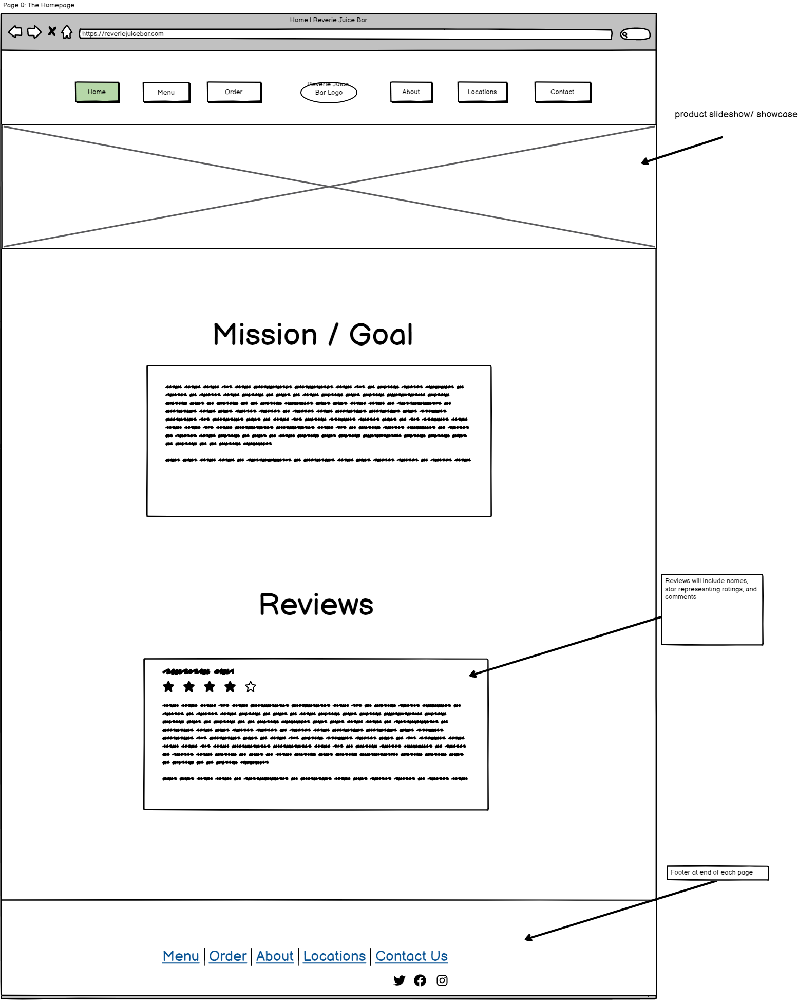 Page 0: The Homepage
Home | Reverie Juice Bar
https://reveriejuicebar.com
Home
Menu
Order
Reverie Juice
Bar Logo
About
Locations
Contact
product slideshow/ showcase
Mission / Goal
Reviews will include names,
star represesnting ratings, and
comments
Reviews
Footer at end of each page
Menu | Order | About | Locations | Contact Us